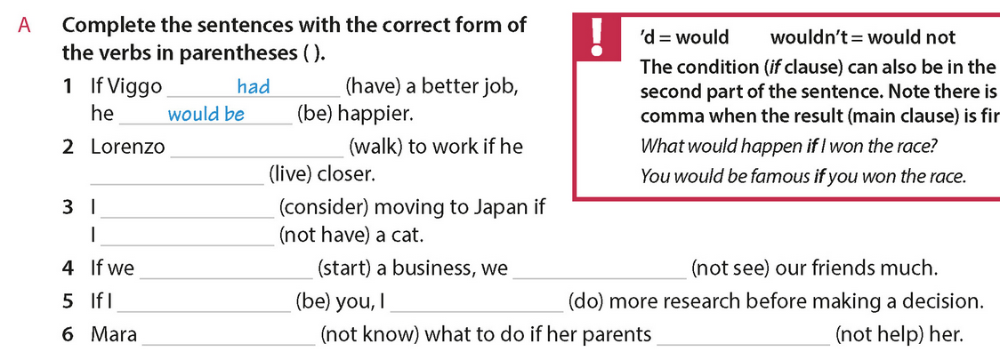 A Complete the sentences with the correct form of
the verbs in parentheses ( ).
1 If Viggo had (have) a better job,
he would be (be) happier.
2 Lorenzo (walk) to work if he
(live) closer.
3 I (consider) moving to Japan if
I (not have) a cat.
4 If we (start) a business, we (not see) our friends much.
5 If I (be) you, I (do) more research before making a decision.
6 Mara (not know) what to do if her parents (not help) her.
!
’d = would wouldn’t = would not
The condition (if clause) can also be in the
second part of the sentence. Note there is
comma when the result (main clause) is fir
What would happen if I won the race?
You would be famous if you won the race.